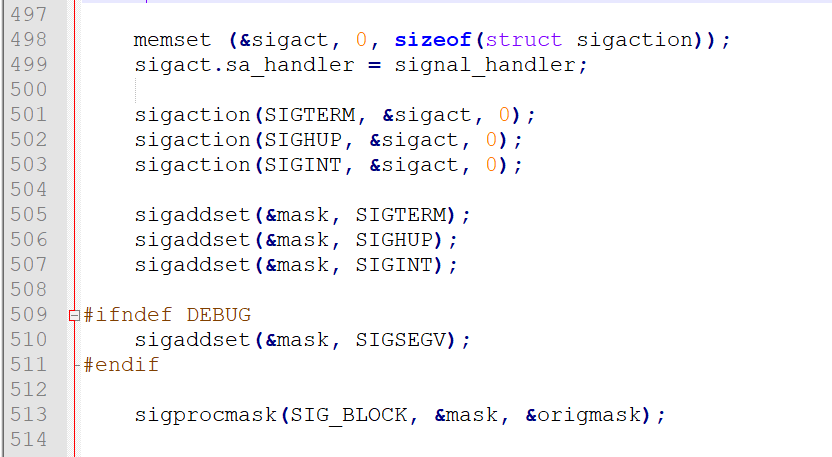 497
498 memset (&sigact, 0, sizeof(struct sigaction));
499 sigact.sa_handler = signal_handler;
500
501 sigaction(SIGTERM, &sigact, 0);
502 sigaction(SIGHUP, &sigact, 0);
503 sigaction(SIGINT, &sigact, 0);
504
505 sigaddset(&mask, SIGTERM);
506 sigaddset(&mask, SIGHUP);
507 sigaddset(&mask, SIGINT);
508
509 #ifndef DEBUG
510 sigaddset(&mask, SIGSEGV);
511 #endif
512
513 sigprocmask(SIG_BLOCK, &mask, &origmask);
514